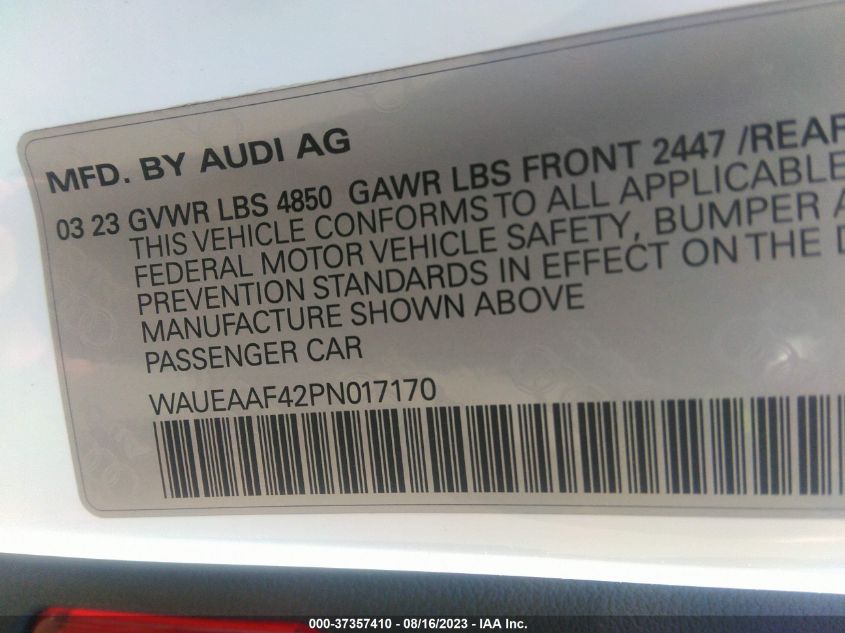 MFD. BY AUDI AG
03 23 GVWR LBS 4850 GAWR LBS FRONT 2447 /REAR
THIS VEHICLE CONFORMS TO ALL APPLICABLE
FEDERAL MOTOR VEHICLE SAFETY, BUMPER A
PREVENTION STANDARDS IN EFFECT ON THE D
MANUFACTURE SHOWN ABOVE
PASSENGER CAR
WAUEAAF42PN017170
000-37357410 - 08/16/2023 - IAA Inc.